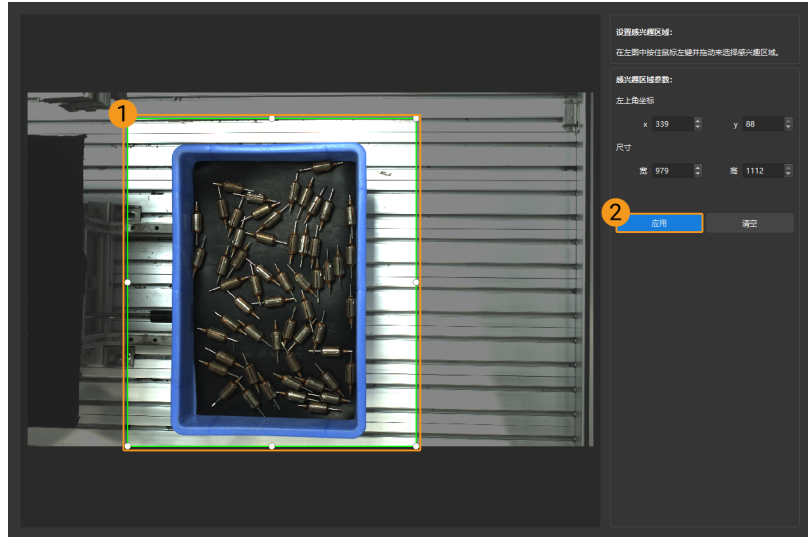 设置感兴趣区域：
在左图中按住鼠标左键并拖动来选择感兴趣区域。
感兴趣区域参数：
左上角坐标
x 339 y 88
尺寸
宽 979 高 1112
1
2
应用 清空